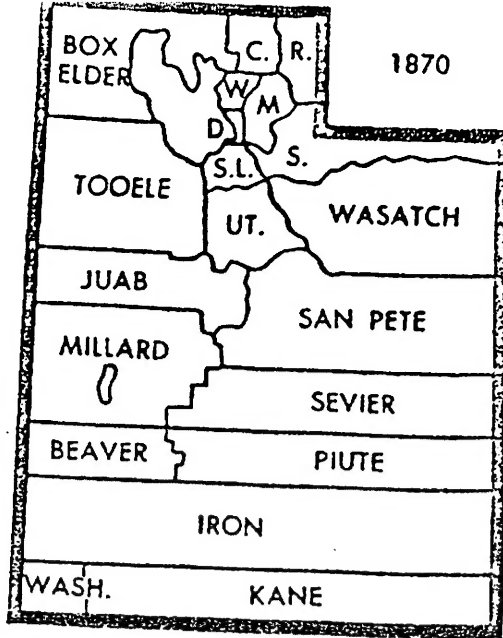 BOX
ELDER
C.
R.
1870
W
M
D.
S.
S.L.
TOOELE
UT.
WASATCH
JUAB
SAN PETE
MILLARD
SEVIER
BEAVER
PIUTE
IRON
WASH.
KANE